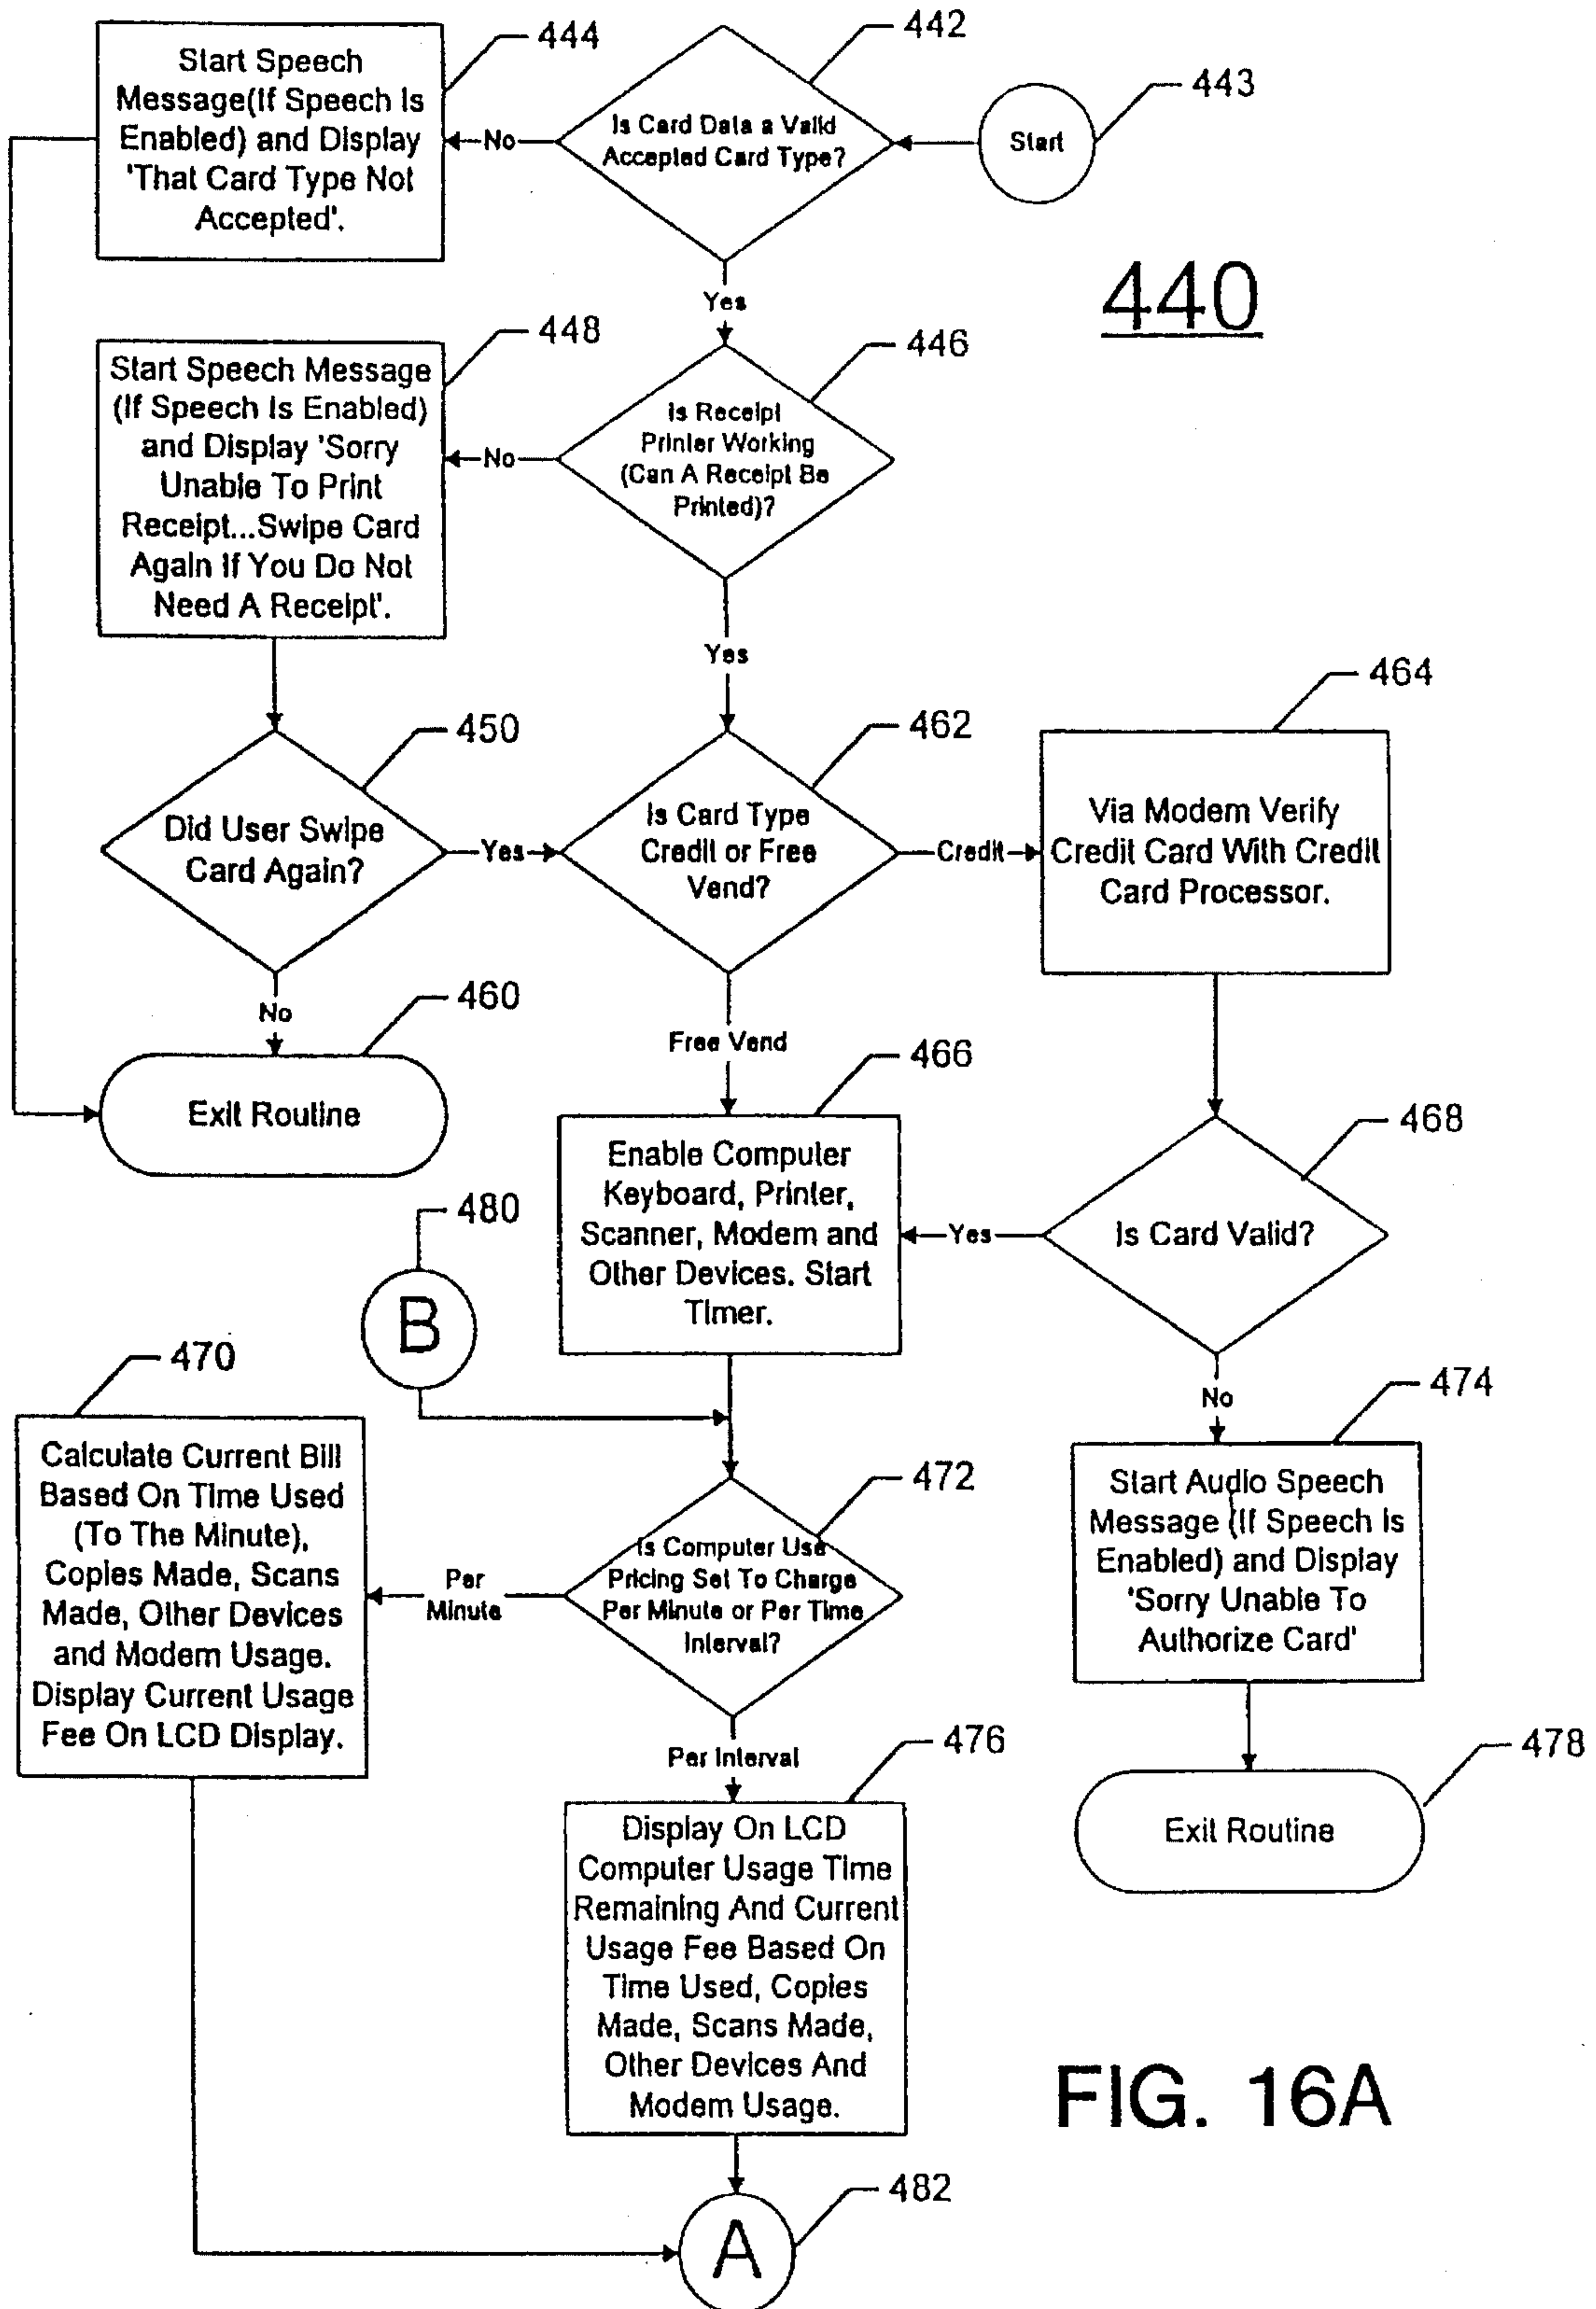 444
Start Speech
Message(If Speech Is
Enabled) and Display
'That Card Type Not
Accepted'.
No
442
Is Card Data a Valid
Accepted Card Type?
443
Start
440
Yes
448
Start Speech Message
(If Speech Is Enabled)
and Display 'Sorry
Unable To Print
Receipt...Swipe Card
Again If You Do Not
Need A Receipt'.
No
446
Is Receipt
Printer Working
(Can A Receipt Be
Printed)?
Yes
450
Did User Swipe
Card Again?
Yes
462
Is Card Type
Credit or Free
Vend?
Credit
464
Via Modem Verify
Credit Card With Credit
Card Processor.
No
460
Exit Routine
Free Vend
466
Enable Computer
Keyboard, Printer,
Scanner, Modem and
Other Devices. Start
Timer.
Yes
468
Is Card Valid?
480
B
470
Calculate Current Bill
Based On Time Used
(To The Minute),
Copies Made, Scans
Made, Other Devices
and Modem Usage.
Display Current Usage
Fee On LCD Display.
Per
Minute
472
Is Computer Use
Pricing Set To Charge
Per Minute or Per Time
Interval?
No
474
Start Audio Speech
Message (If Speech Is
Enabled) and Display
'Sorry Unable To
Authorize Card'
Per Interval
476
Display On LCD
Computer Usage Time
Remaining And Current
Usage Fee Based On
Time Used, Copies
Made, Scans Made,
Other Devices And
Modem Usage.
478
Exit Routine
FIG. 16A
482
A